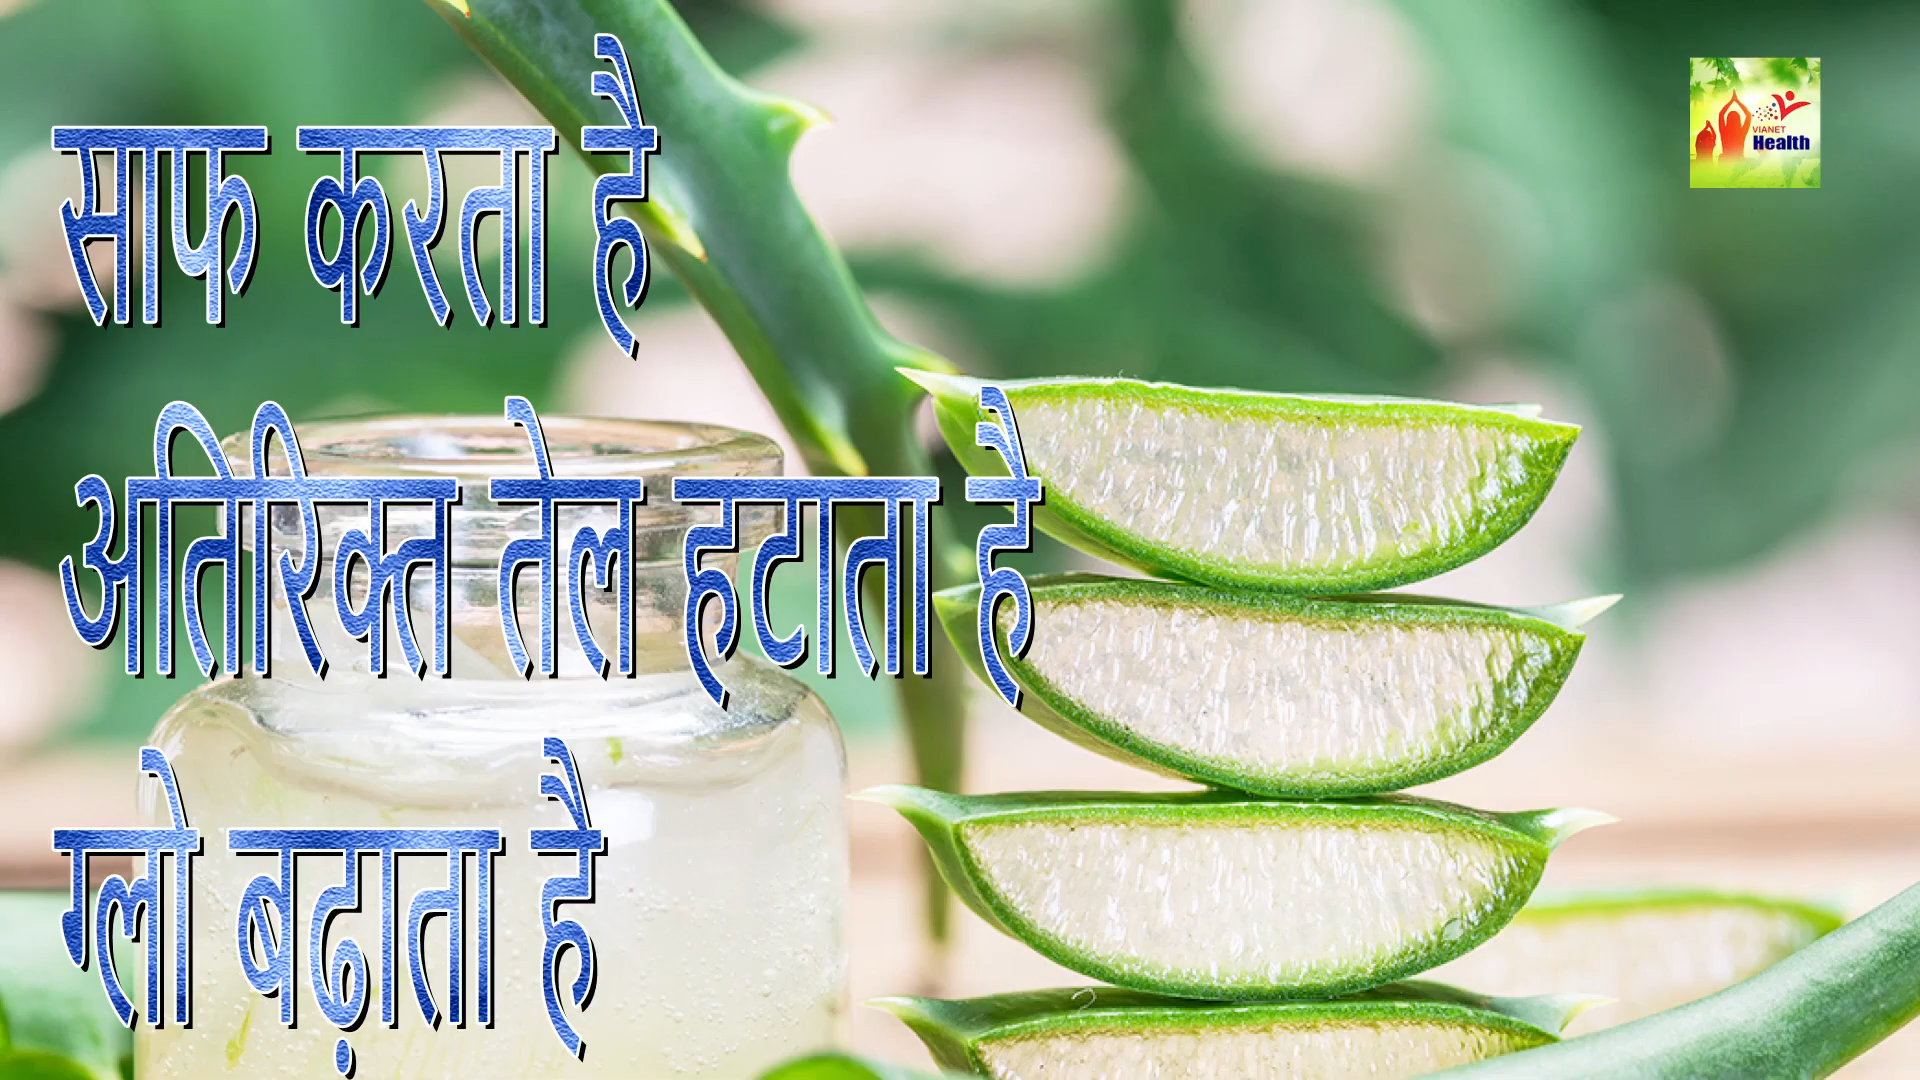 साफ करता है
अतिरिक्त तेल हटाता है
ग्लो बढ़ाता है
VIANET
Health